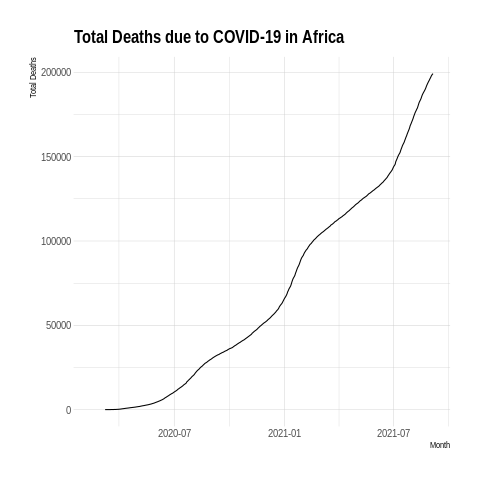 Total Deaths due to COVID-19 in Africa
Total Deaths
200000
150000
100000
50000
0
2020-07 2021-01 2021-07
Month